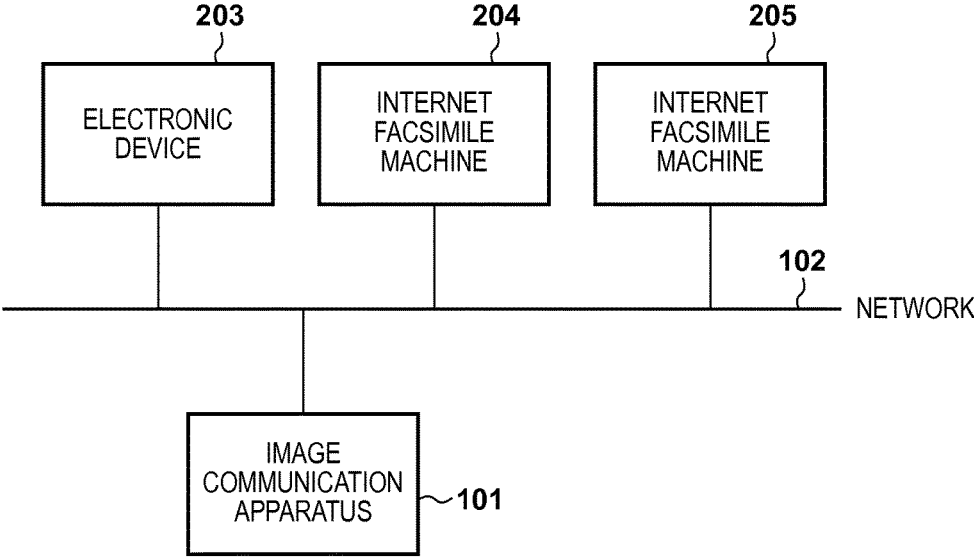 203
204
205
ELECTRONIC
DEVICE
INTERNET
FACSIMILE
MACHINE
INTERNET
FACSIMILE
MACHINE
102
NETWORK
IMAGE
COMMUNICATION
APPARATUS
101